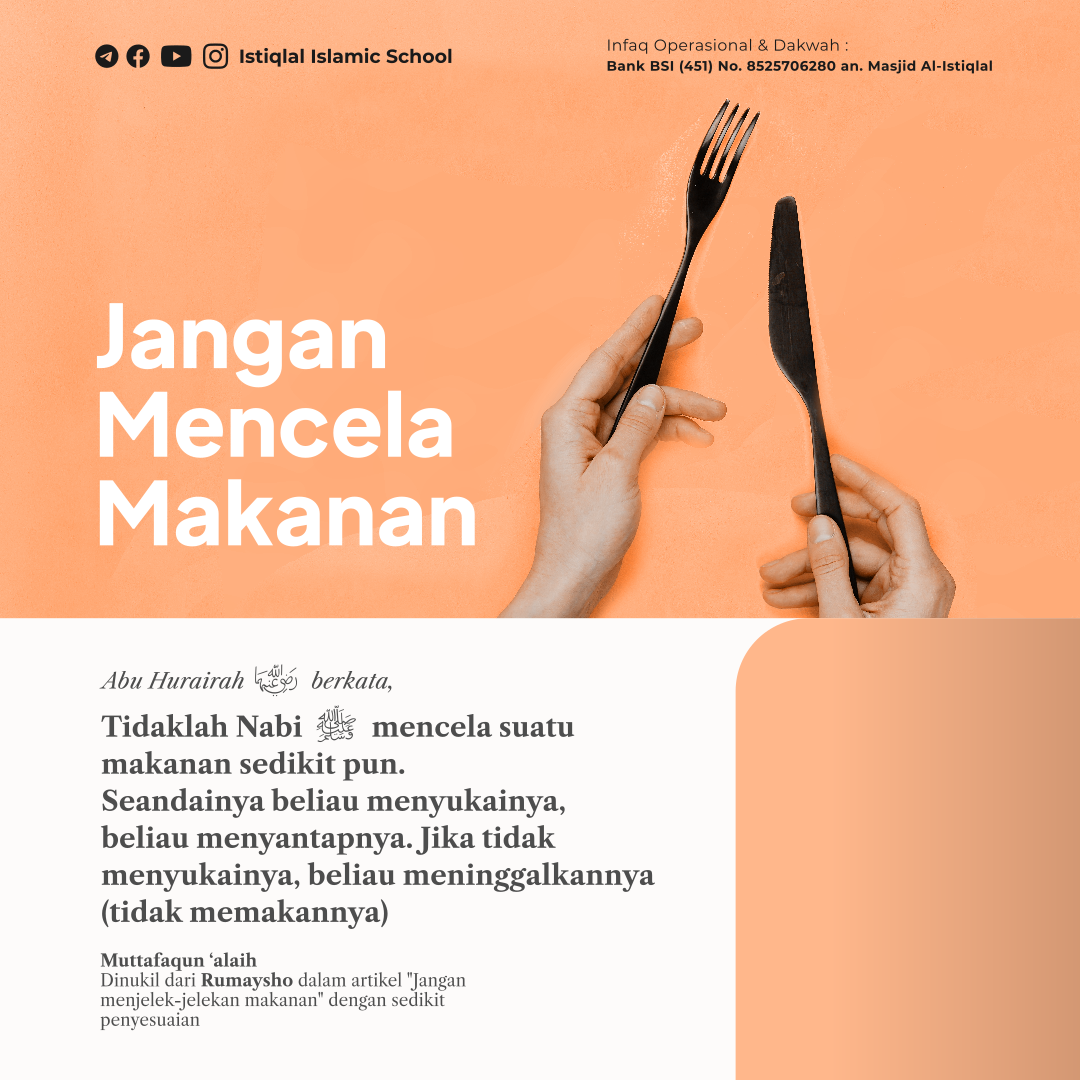 Istiqlal Islamic School
Infaq Operasional & Dakwah :
Bank BSI (451) No. 8525706280 an. Masjid Al-Istiqlal
Jangan
Mencela
Makanan
Abu Hurairah رضي الله عنهما berkata,
Tidaklah Nabi ﷺ mencela suatu
makanan sedikit pun.
Seandainya beliau menyukainya,
beliau menyantapnya. Jika tidak
menyukainya, beliau meninggalkannya
(tidak memakannya)
Muttafaqun ‘alaih
Dinukil dari Rumaysho dalam artikel "Jangan
menjelek-jelekan makanan" dengan sedikit
penyesuaian